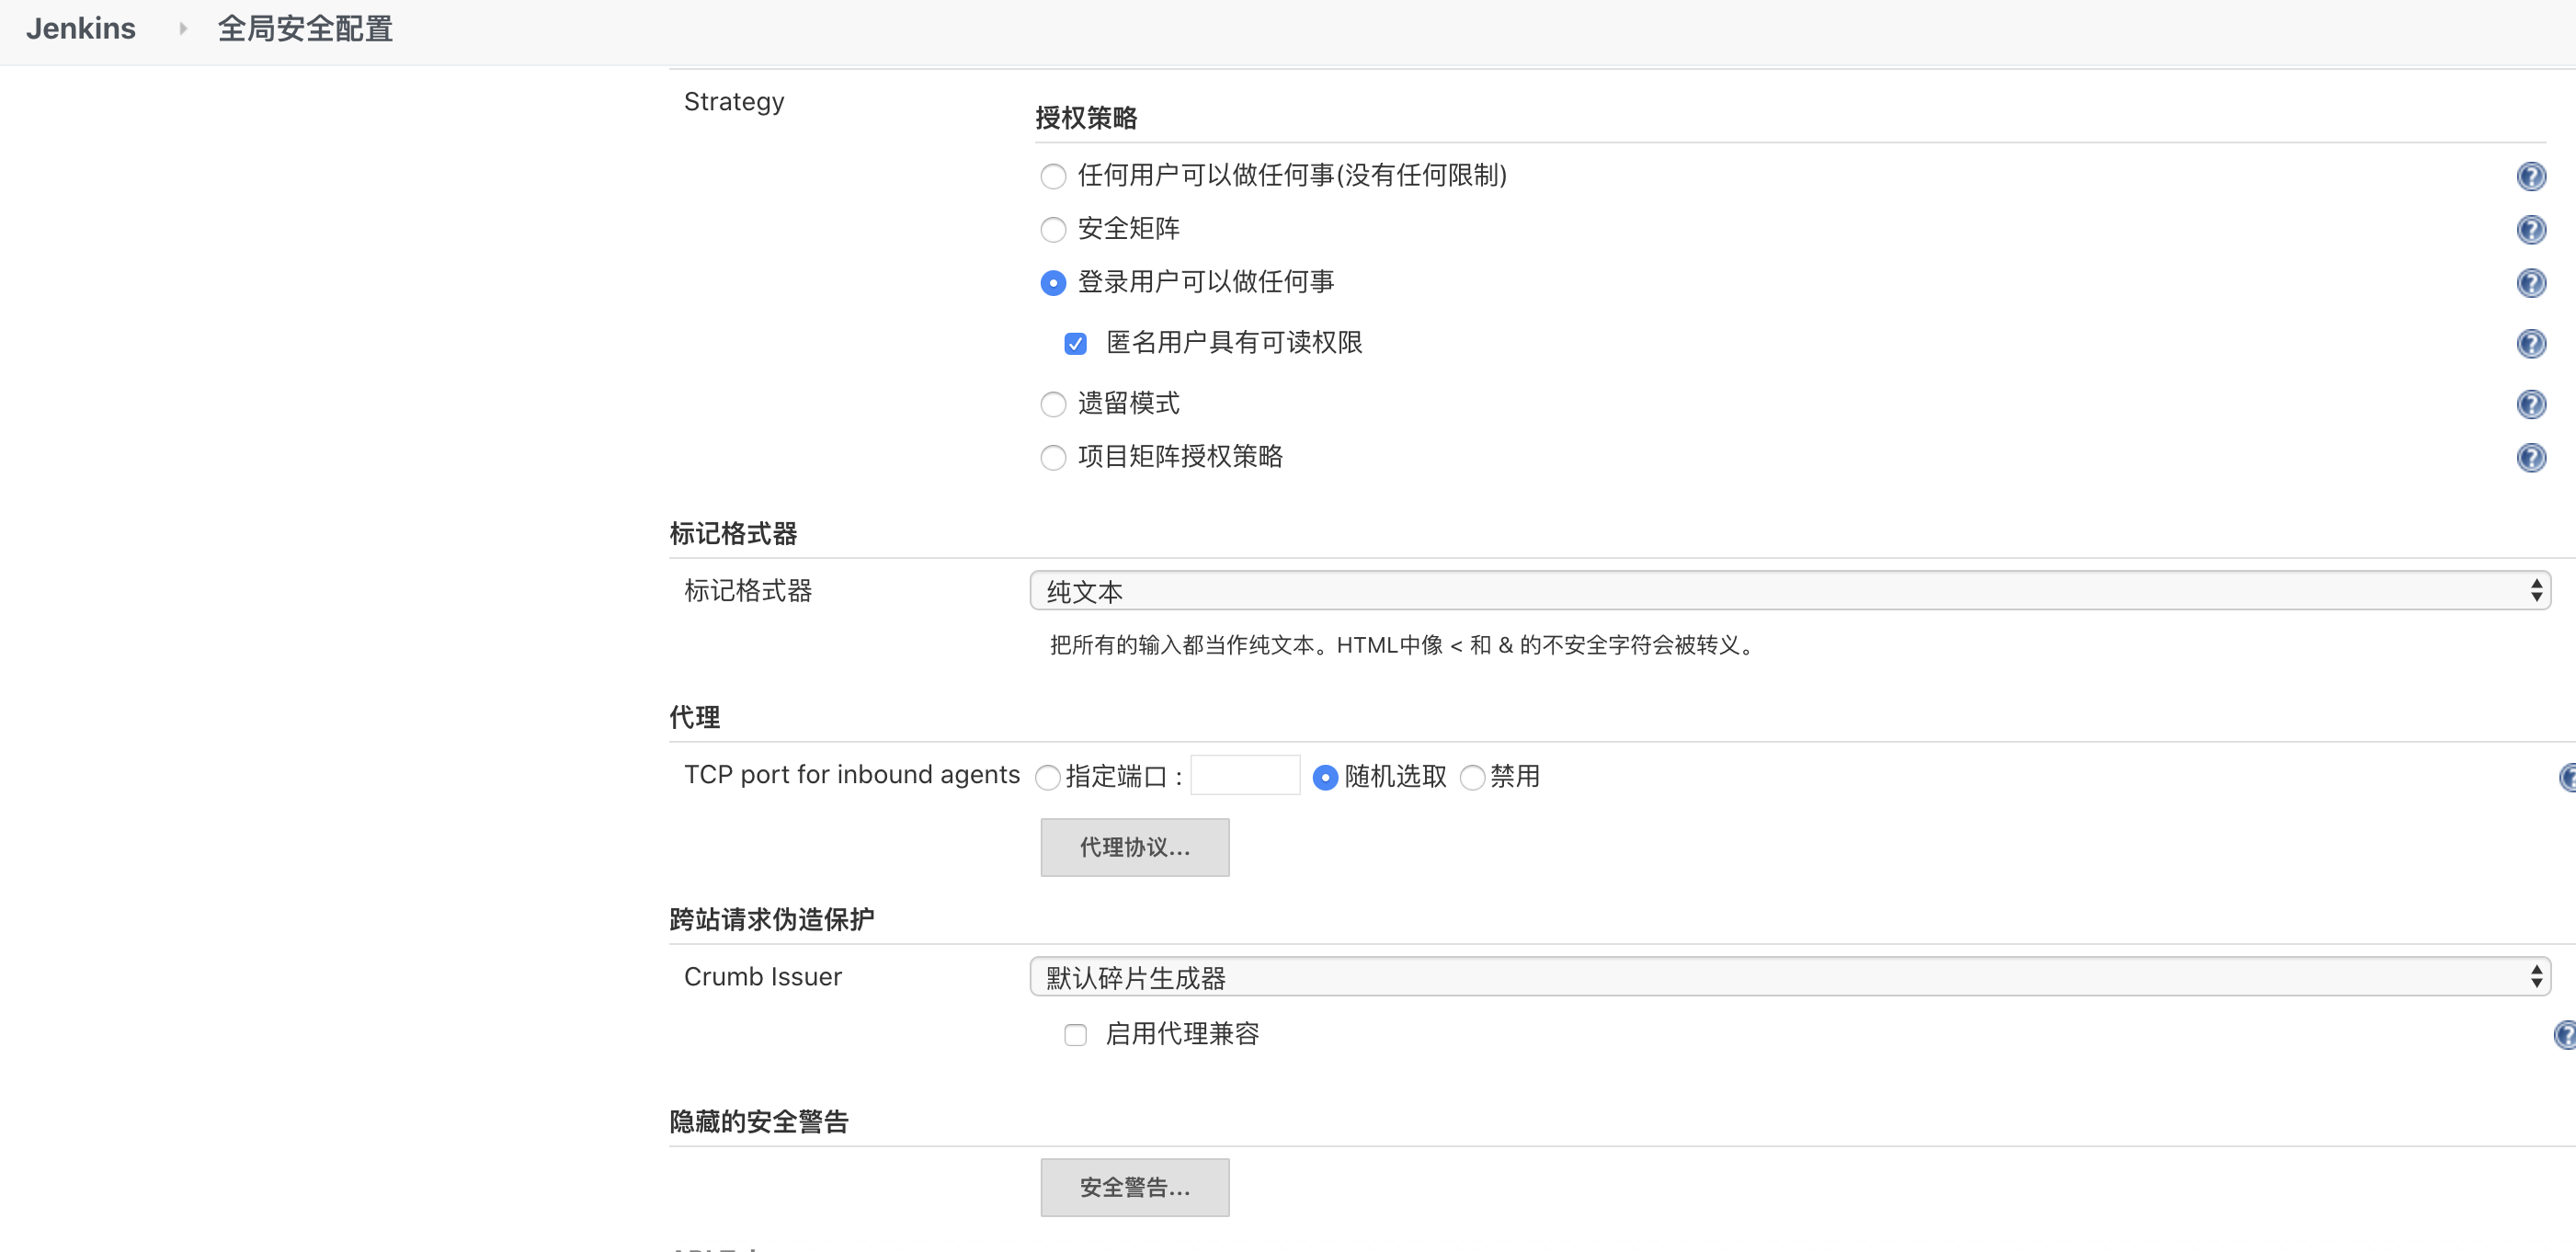 Jenkins 全局安全配置
Strategy
授权策略
任何用户可以做任何事(没有任何限制)
安全矩阵
登录用户可以做任何事
匿名用户具有可读权限
遗留模式
项目矩阵授权策略
标记格式器
标记格式器 纯文本
把所有的输入都当作纯文本。HTML中像 < 和 & 的不安全字符会被转义。
代理
TCP port for inbound agents 指定端口 : 随机选取 禁用
代理协议...
跨站请求伪造保护
Crumb Issuer 默认碎片生成器
启用代理兼容
隐藏的安全警告
安全警告...